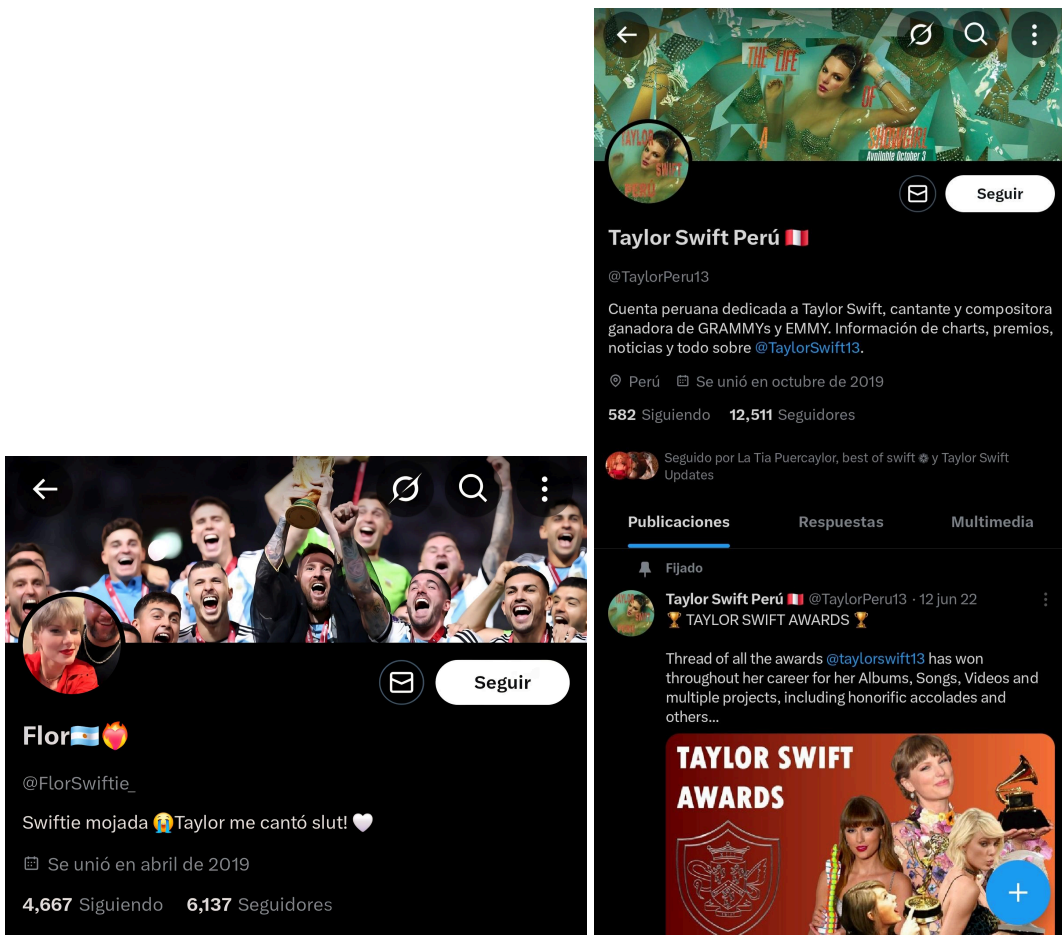 Flor🇦🇷❤️‍🔥
@FlorSwiftie_
Swiftie mojada 😭Taylor me cantó slut! 🤍
Se unió en abril de 2019
4,667 Siguiendo 6,137 Seguidores
Seguir
THE LIFE
OF
A
SHOWGIRL
Available October 3
TAYLOR
SWIFT
PERU
Seguir
Taylor Swift Perú 🇵🇪
@TaylorPeru13
Cuenta peruana dedicada a Taylor Swift, cantante y compositora
ganadora de GRAMMYs y EMMY. Información de charts, premios,
noticias y todo sobre @TaylorSwift13.
Perú Se unió en octubre de 2019
582 Siguiendo 12,511 Seguidores
Seguido por La Tia Puercaylor, best of swift ❁ y Taylor Swift
Updates
Publicaciones Respuestas Multimedia
Fijado
Taylor Swift Perú 🇵🇪 @TaylorPeru13 · 12 jun 22
🏆 TAYLOR SWIFT AWARDS 🏆
Thread of all the awards @taylorswift13 has won
throughout her career for her Albums, Songs, Videos and
multiple projects, including honorific accolades and
others...
TAYLOR SWIFT
AWARDS